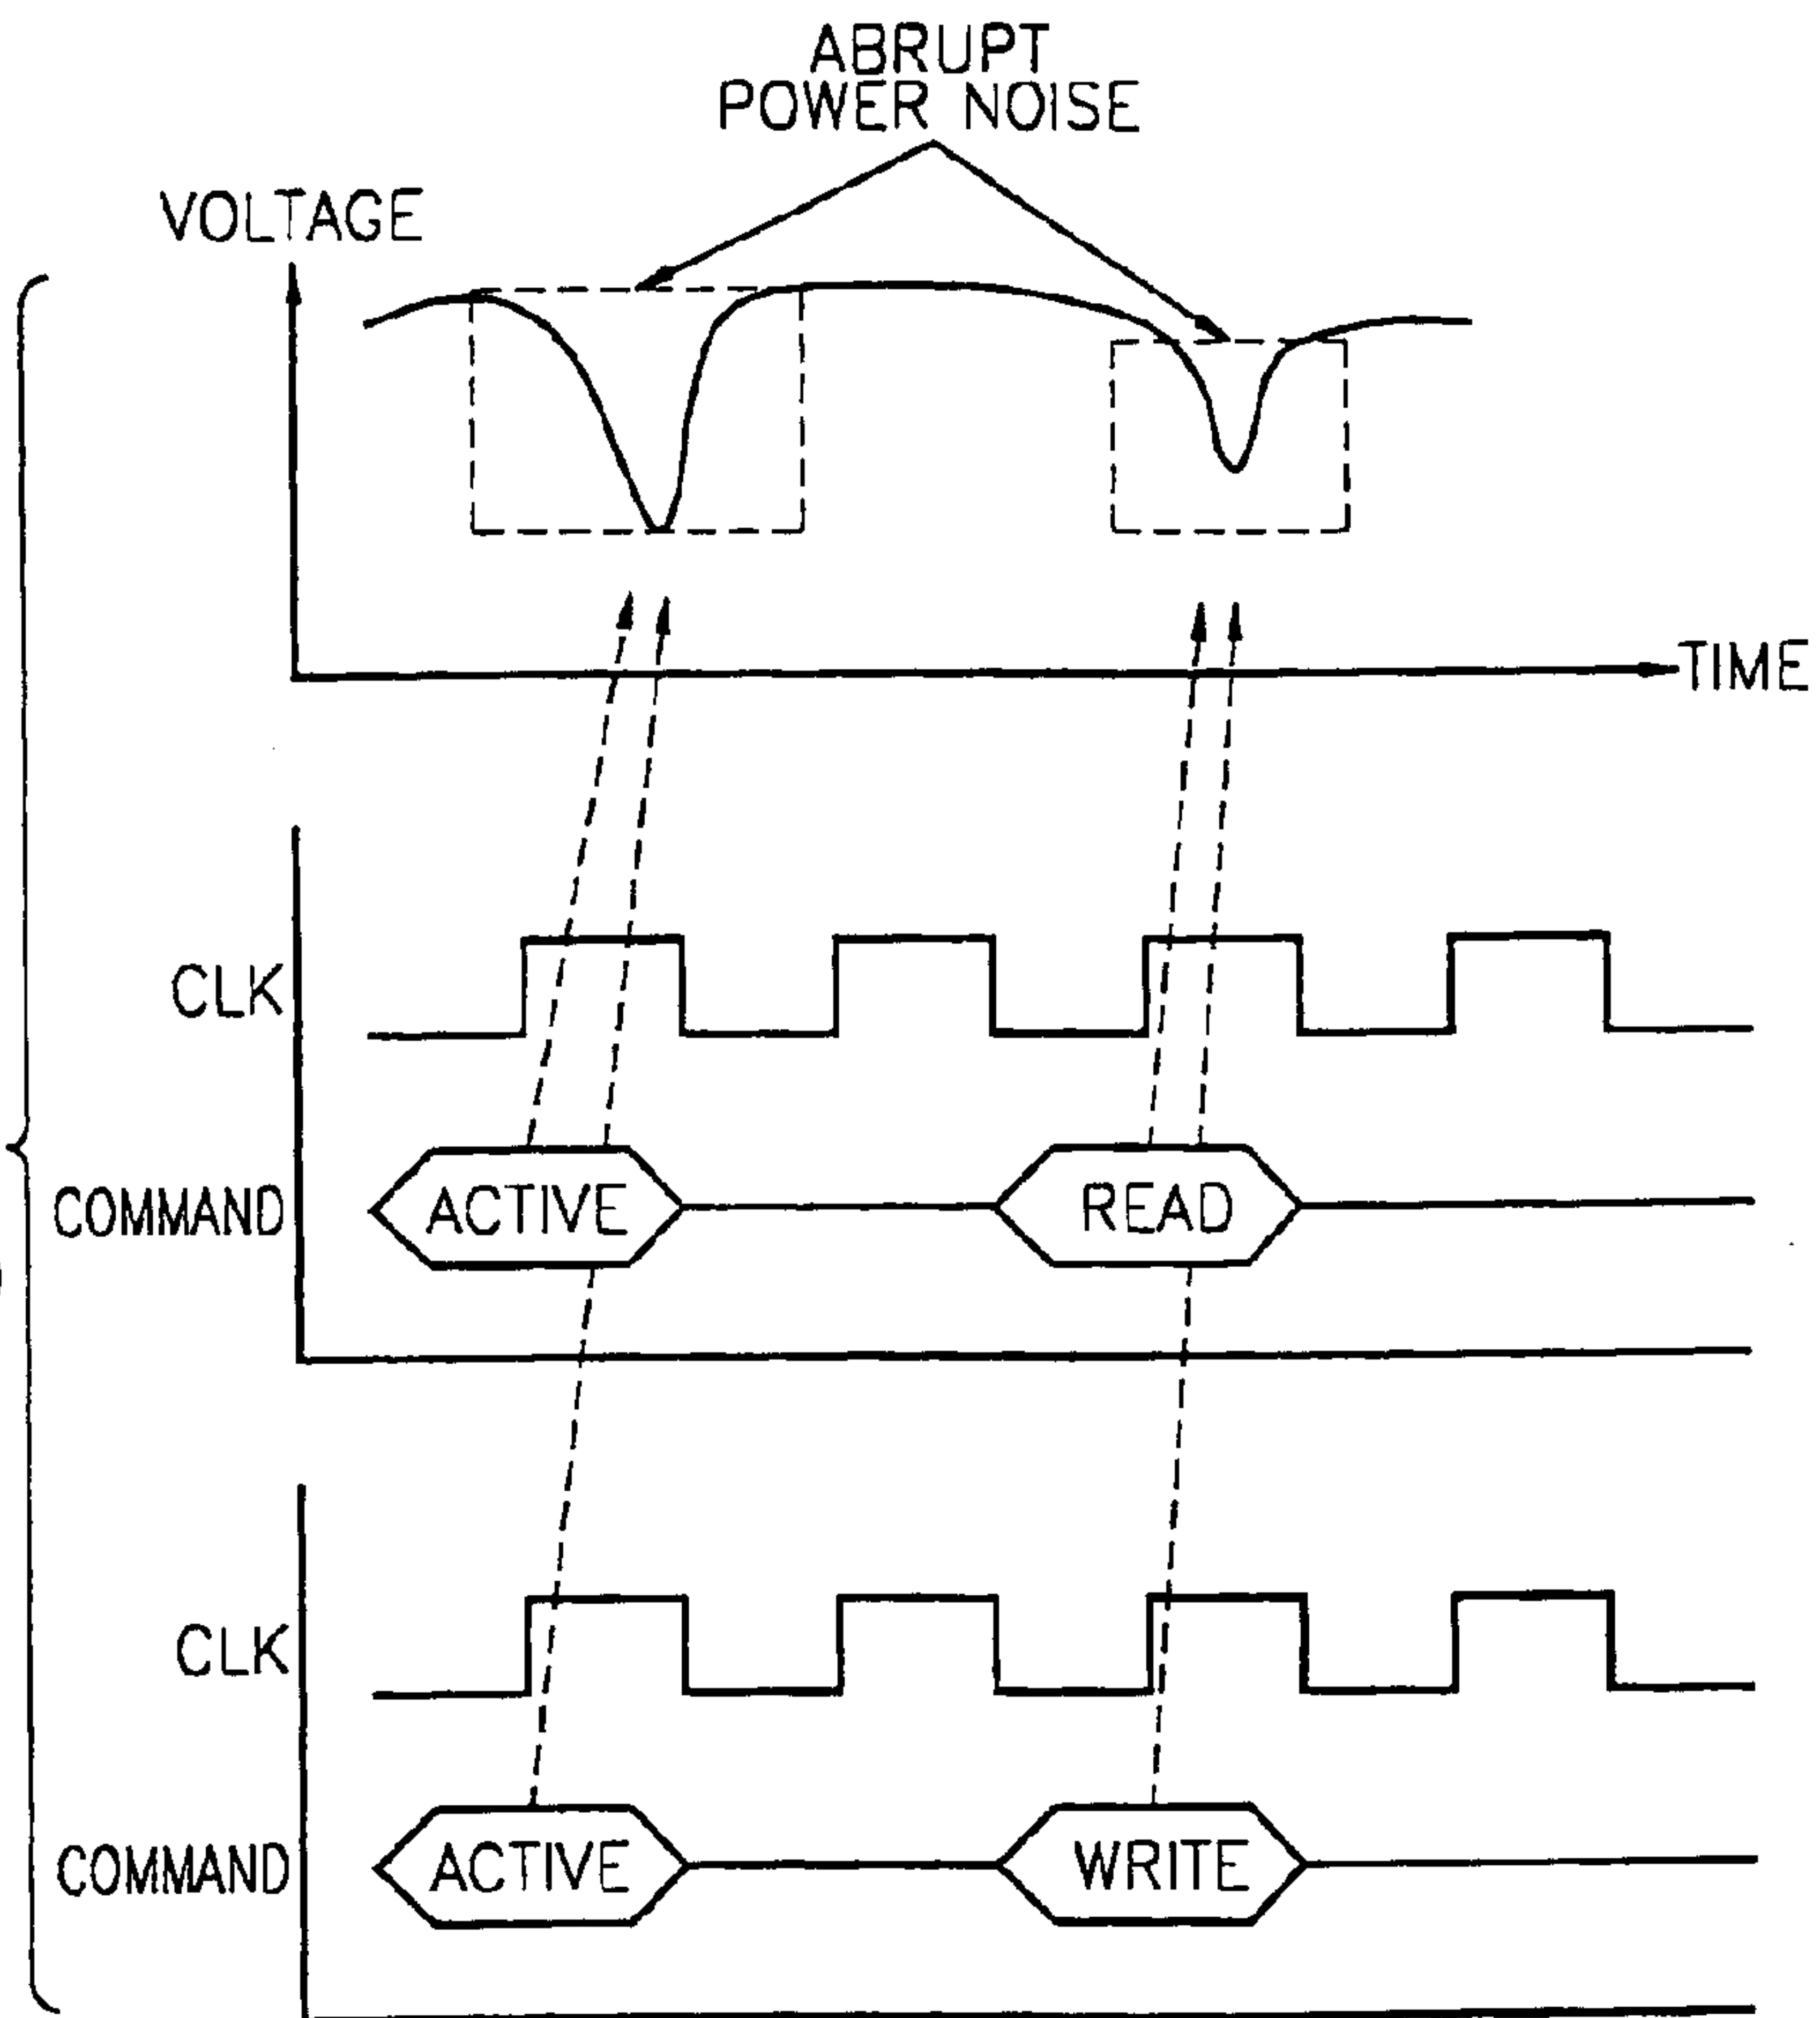 ABRUPT
POWER NOISE
VOLTAGE
TIME
CLK
COMMAND
ACTIVE
READ
CLK
COMMAND
ACTIVE
WRITE